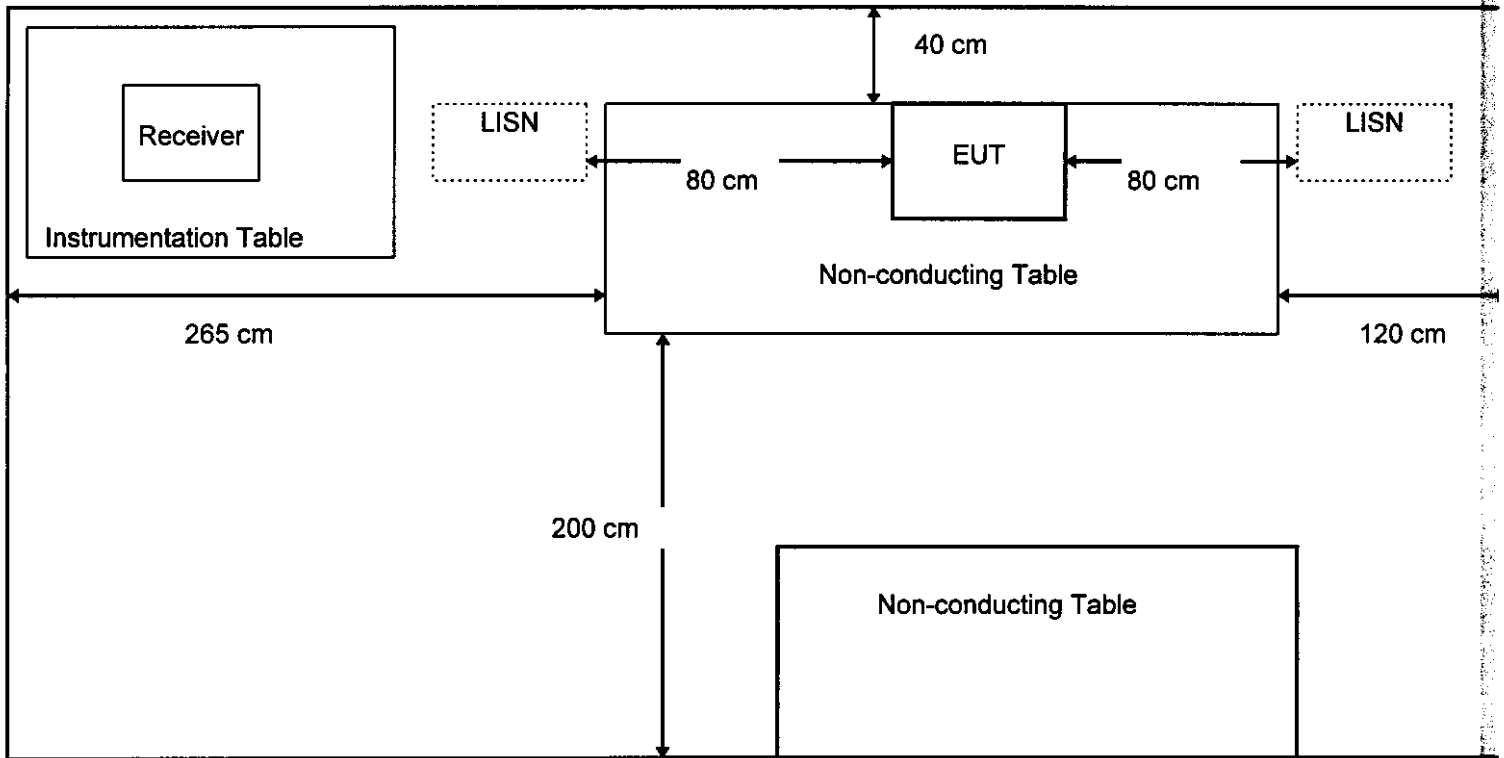 40 cm
LISN
LISN
Receiver
EUT
80 cm
80 cm
Instrumentation Table
Non-conducting Table
265 cm
120 cm
200 cm
Non-conducting Table